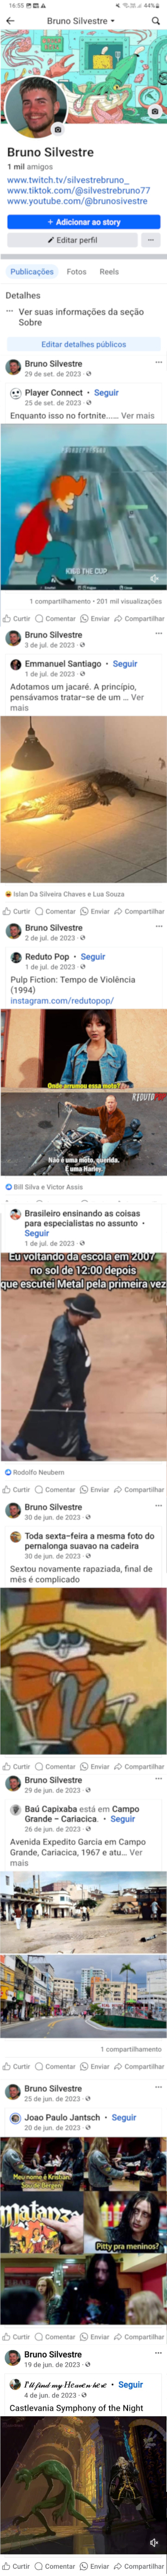 16:55
44%
Bruno Silvestre
Bruno Silvestre
1 mil amigos
www.twitch.tv/silvestrebruno_
www.tiktok.com/@silvestrebruno77
www.youtube.com/@brunosivestre
+ Adicionar ao story
Editar perfil
Publicações Fotos Reels
Detalhes
··· Ver suas informações da seção
Sobre
Editar detalhes públicos
Bruno Silvestre
29 de set. de 2023
Player Connect • Seguir
25 de set. de 2023
Enquanto isso no fortnite...... Ver mais
KING THE CUP
1 compartilhamento • 201 mil visualizações
Curtir Comentar Enviar Compartilhar
Bruno Silvestre
3 de jul. de 2023
Emmanuel Santiago • Seguir
1 de jul. de 2023
Adotamos um jacaré. A princípio,
pensávamos tratar-se de um ... Ver
mais
Islan Da Silveira Chaves e Lua Souza
Curtir Comentar Enviar Compartilhar
Bruno Silvestre
2 de jul. de 2023
Reduto Pop • Seguir
1 de jul. de 2023
Pulp Fiction: Tempo de Violência
(1994)
instagram.com/redutopop/
Onde arrumou essa moto?
REDUTO POP
Não é uma moto, querida.
É uma Harley
Bill Silva e Victor Assis
Brasileiro ensinando as coisas
para especialistas no assunto •
Seguir
1 de jul. de 2023
Eu voltando da escola em 2007
no sol de 12:00 depois
que escutei Metal pela primeira vez
Rodolfo Neubem
Curtir Comentar Enviar Compartilhar
Bruno Silvestre
30 de jun. de 2023
Toda sexta-feira a mesma foto do
pernalonga suavao na cadeira
30 de jun. de 2023
Sextou novamente rapaziada, final de
mês é complicado
Curtir Comentar Enviar Compartilhar
Bruno Silvestre
29 de jun. de 2023
Baú Capixaba está em Campo
Grande - Cariacica. • Seguir
26 de jun. de 2023
Avenida Expedito Garcia em Campo
Grande, Cariacica, 1967 e atu... Ver
mais
1 compartilhamento
Curtir Comentar Enviar Compartilhar
Bruno Silvestre
25 de jun. de 2023
Joao Paulo Jantsch • Seguir
20 de jun. de 2023
Meu nome é Kristian.
Sou de Bergen.
matanza
Pitty pra meninos?
Curtir Comentar Enviar Compartilhar
Bruno Silvestre
19 de jun. de 2023
I'll find my Heaven here • Seguir
4 de jun. de 2023
Castlevania Symphony of the Night
Curtir Comentar Enviar Compartilhar